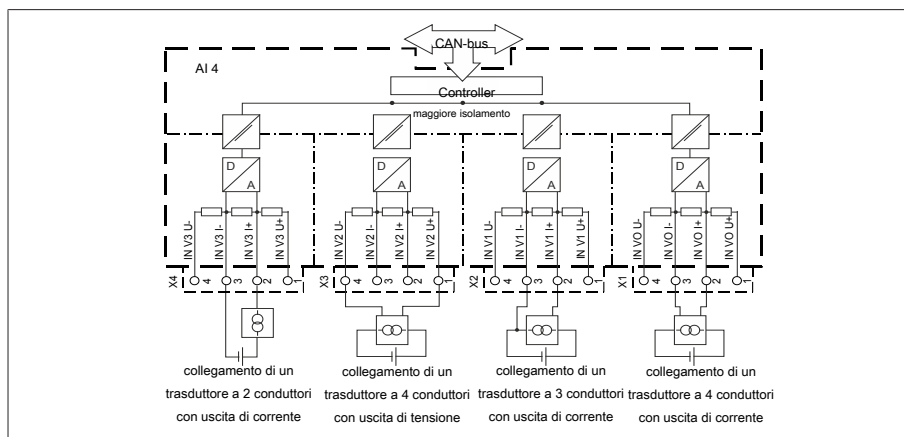 CAN-bus
AI 4
Controller
maggiore isolamento
D
A
D
A
D
A
D
A
IN V3 U-
IN V3 I-
IN V3 I+
IN V3 U+
IN V2 U-
IN V2 I-
IN V2 I+
IN V2 U+
IN V1 U-
IN V1 I-
IN V1 I+
IN V1 U+
IN VO U-
IN VO I-
IN VO I+
IN VO U+
X4
4
3
2
1
X3
4
3
2
1
X2
4
3
2
1
X1
4
3
2
1
collegamento di un
trasduttore a 2 conduttori
con uscita di corrente
collegamento di un
trasduttore a 4 conduttori
con uscita di tensione
collegamento di un
trasduttore a 3 conduttori
con uscita di corrente
collegamento di un
trasduttore a 4 conduttori
con uscita di corrente